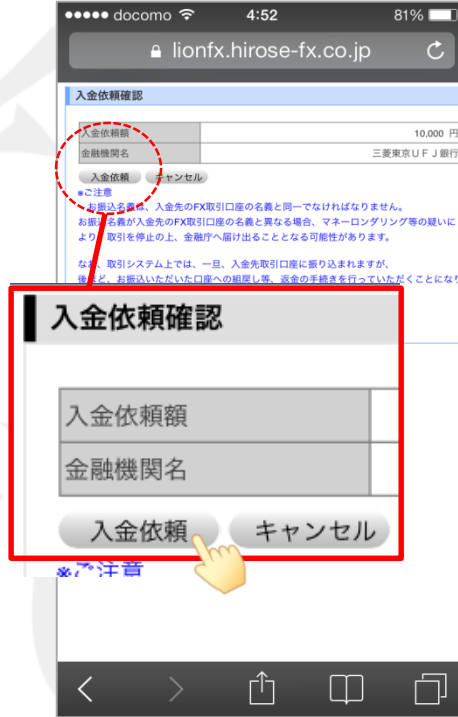 docomo 4:52 81%
lionfx.hirose-fx.co.jp
入金依頼確認
入金依頼額 10,000 円
金融機関名 三菱東京UFJ銀行
入金依頼 キャンセル
※ご注意
お振込名義は、入金先のFX取引口座の名義と同一でなければなりません。
お振込名義が入金先のFX取引口座の名義と異なる場合、マネーロンダリング等の疑いに
より、取引を停止の上、金融庁へ届け出ることとなる可能性があります。
なお、取引システム上では、一旦、入金先取引口座に振り込まれますが、
後ほど、お振込いただいた口座への組戻し等、返金の手続きを行っていただくことになり
入金依頼確認
入金依頼額
金融機関名
入金依頼 キャンセル
※ご注意